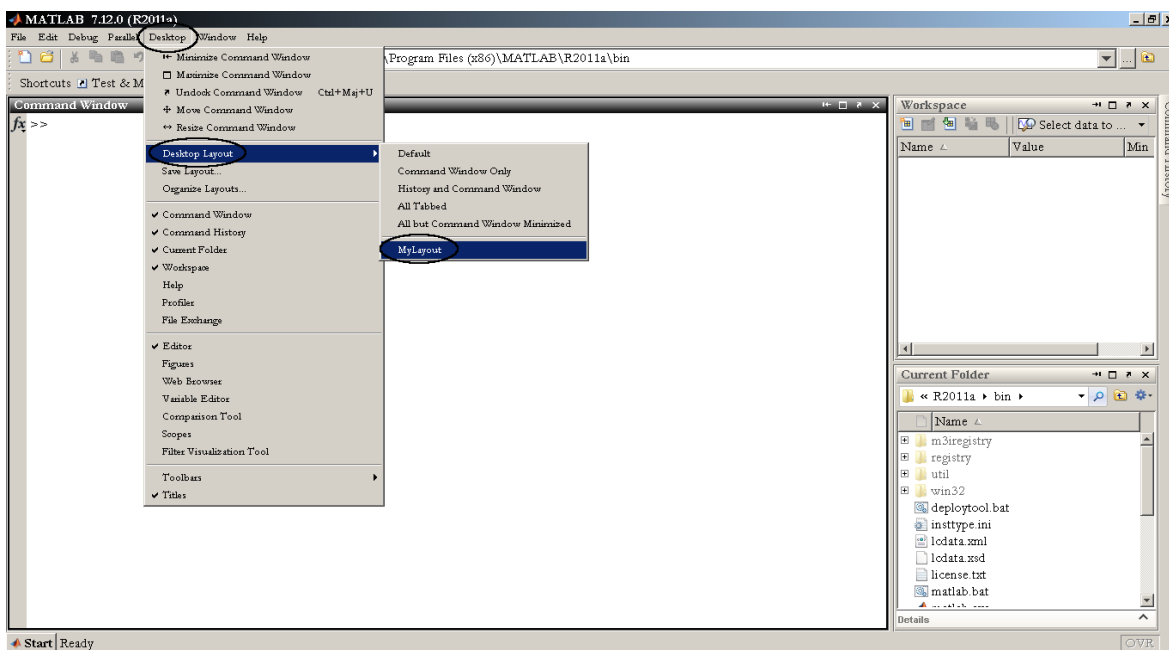 MATLAB 7.12.0 (R2011a)
File Edit Debug Parallel Desktop Window Help
\Program Files (x86)\MATLAB\R2011a\bin
Shortcuts Test & M
Minimize Command Window
Maximize Command Window
Undock Command Window Ctrl+Maj+U
Move Command Window
Resize Command Window
Desktop Layout
Save Layout...
Organize Layouts...
Command Window
Command History
Current Folder
Workspace
Help
Profiler
File Exchange
Editor
Figures
Web Browser
Variable Editor
Comparison Tool
Scopes
Filter Visualization Tool
Toolbars
Titles
Default
Command Window Only
History and Command Window
All Tabbed
All but Command Window Minimized
MyLayout
Command Window
fx >>
Workspace
Select data to ...
Name Value Min
Command History
Current Folder
« R2011a bin
Name
m3iregistry
registry
util
win32
deploytool.bat
insttype.ini
lcdata.xml
lcdata.xsd
license.txt
matlab.bat
Details
Start Ready
OVR